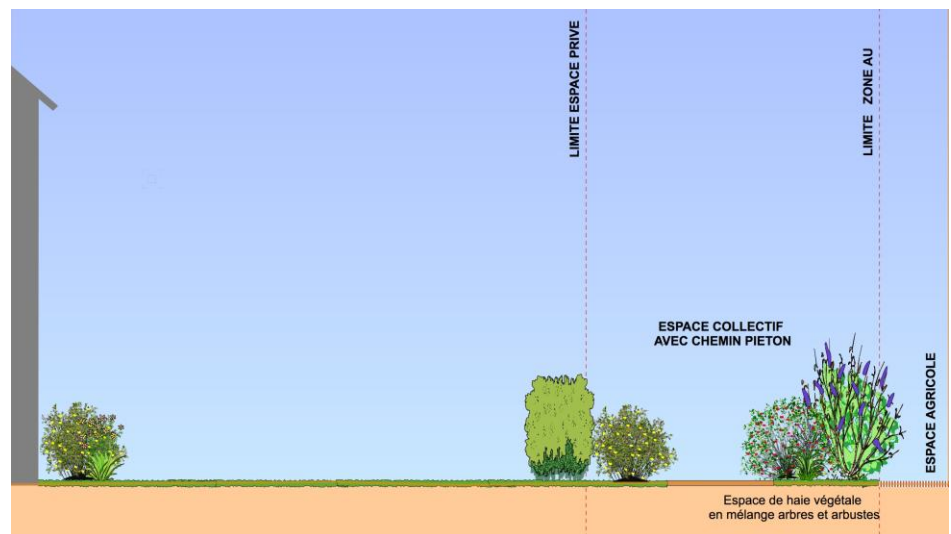 LIMITE ESPACE PRIVE
LIMITE ZONE AU
ESPACE COLLECTIF
AVEC CHEMIN PIETON
ESPACE AGRICOLE
Espace de haie végétale
en mélange arbres et arbustes